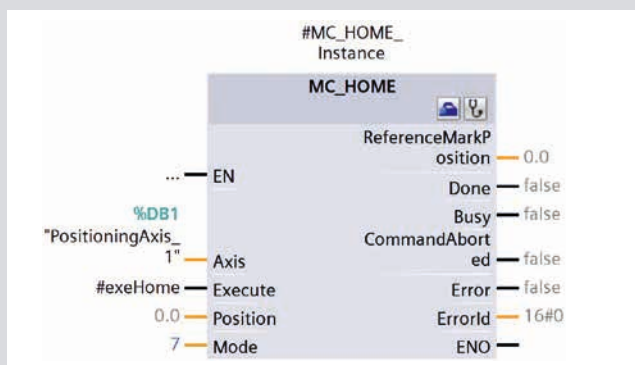 #MC_HOME_
Instance
MC_HOME
ReferenceMarkP
osition 0.0
... EN
Done false
%DB1
Busy false
"PositioningAxis_
CommandAbort
1" Axis
ed false
#exeHome Execute
Error false
0.0 Position
ErrorId 16#0
7 Mode
ENO